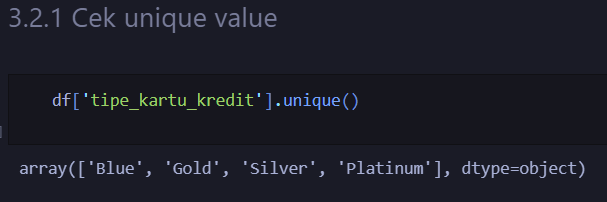 3.2.1 Cek unique value
df['tipe_kartu_kredit'].unique()
array(['Blue', 'Gold', 'Silver', 'Platinum'], dtype=object)